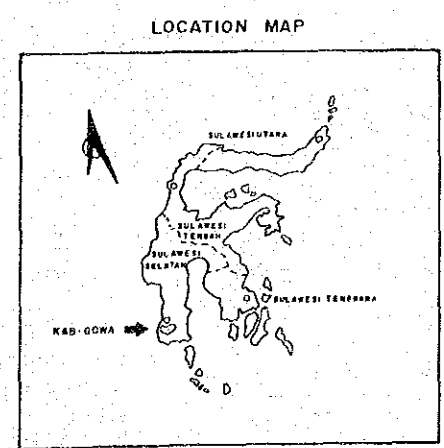 LOCATION MAP
SULAWESI UTARA
SULAWESI
TENGAH
SULAWESI
SELATAN
SULAWESI TENGGARA
KAB-GOWA